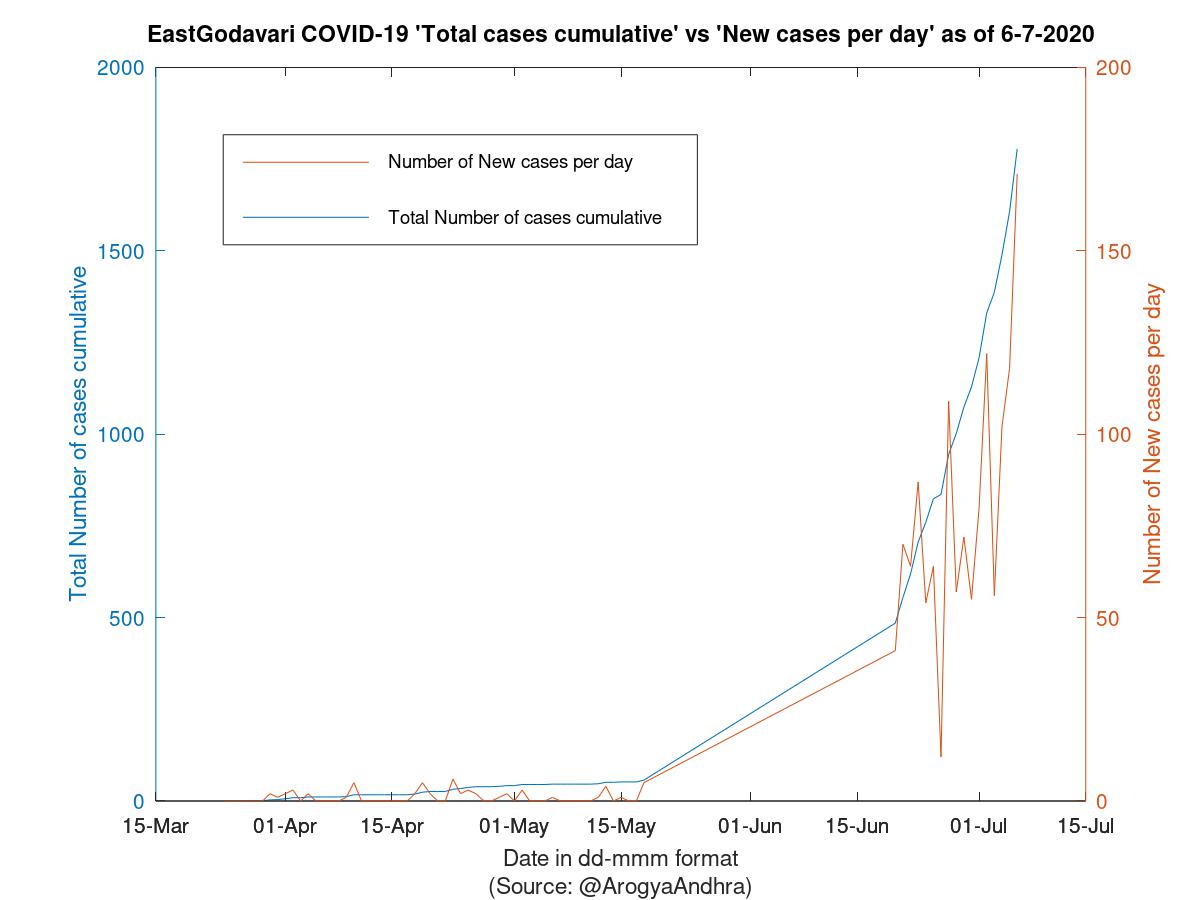 EastGodavari COVID-19 'Total cases cumulative' vs 'New cases per day' as of 6-7-2020
2000
200
Number of New cases per day
Total Number of cases cumulative
1500
150
1000
100
500
50
0
0
Total Number of cases cumulative
Number of New cases per day
15-Mar 01-Apr 15-Apr 01-May 15-May 01-Jun 15-Jun 01-Jul 15-Jul
Date in dd-mmm format
(Source: @ArogyaAndhra)